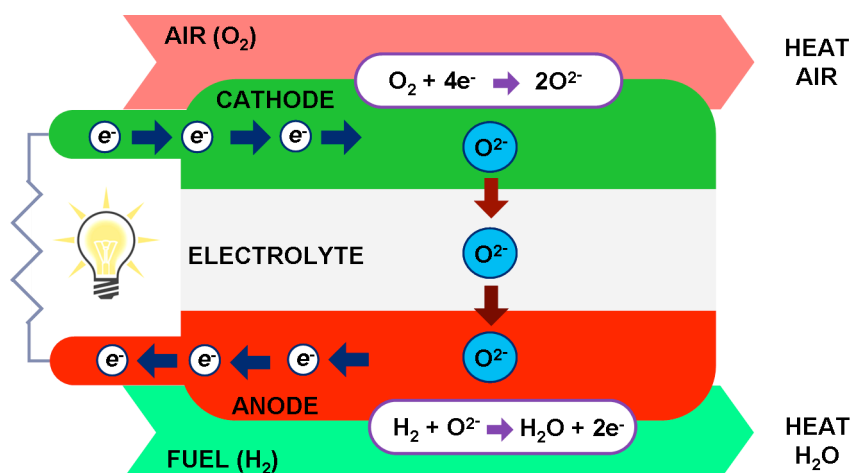 AIR (O₂)
HEAT
AIR
O₂ + 4e⁻ → 2O²⁻
CATHODE
e⁻ e⁻ e⁻
O²⁻
ELECTROLYTE
O²⁻
e⁻ e⁻ e⁻
O²⁻
ANODE
H₂ + O²⁻ → H₂O + 2e⁻
HEAT
H₂O
FUEL (H₂)